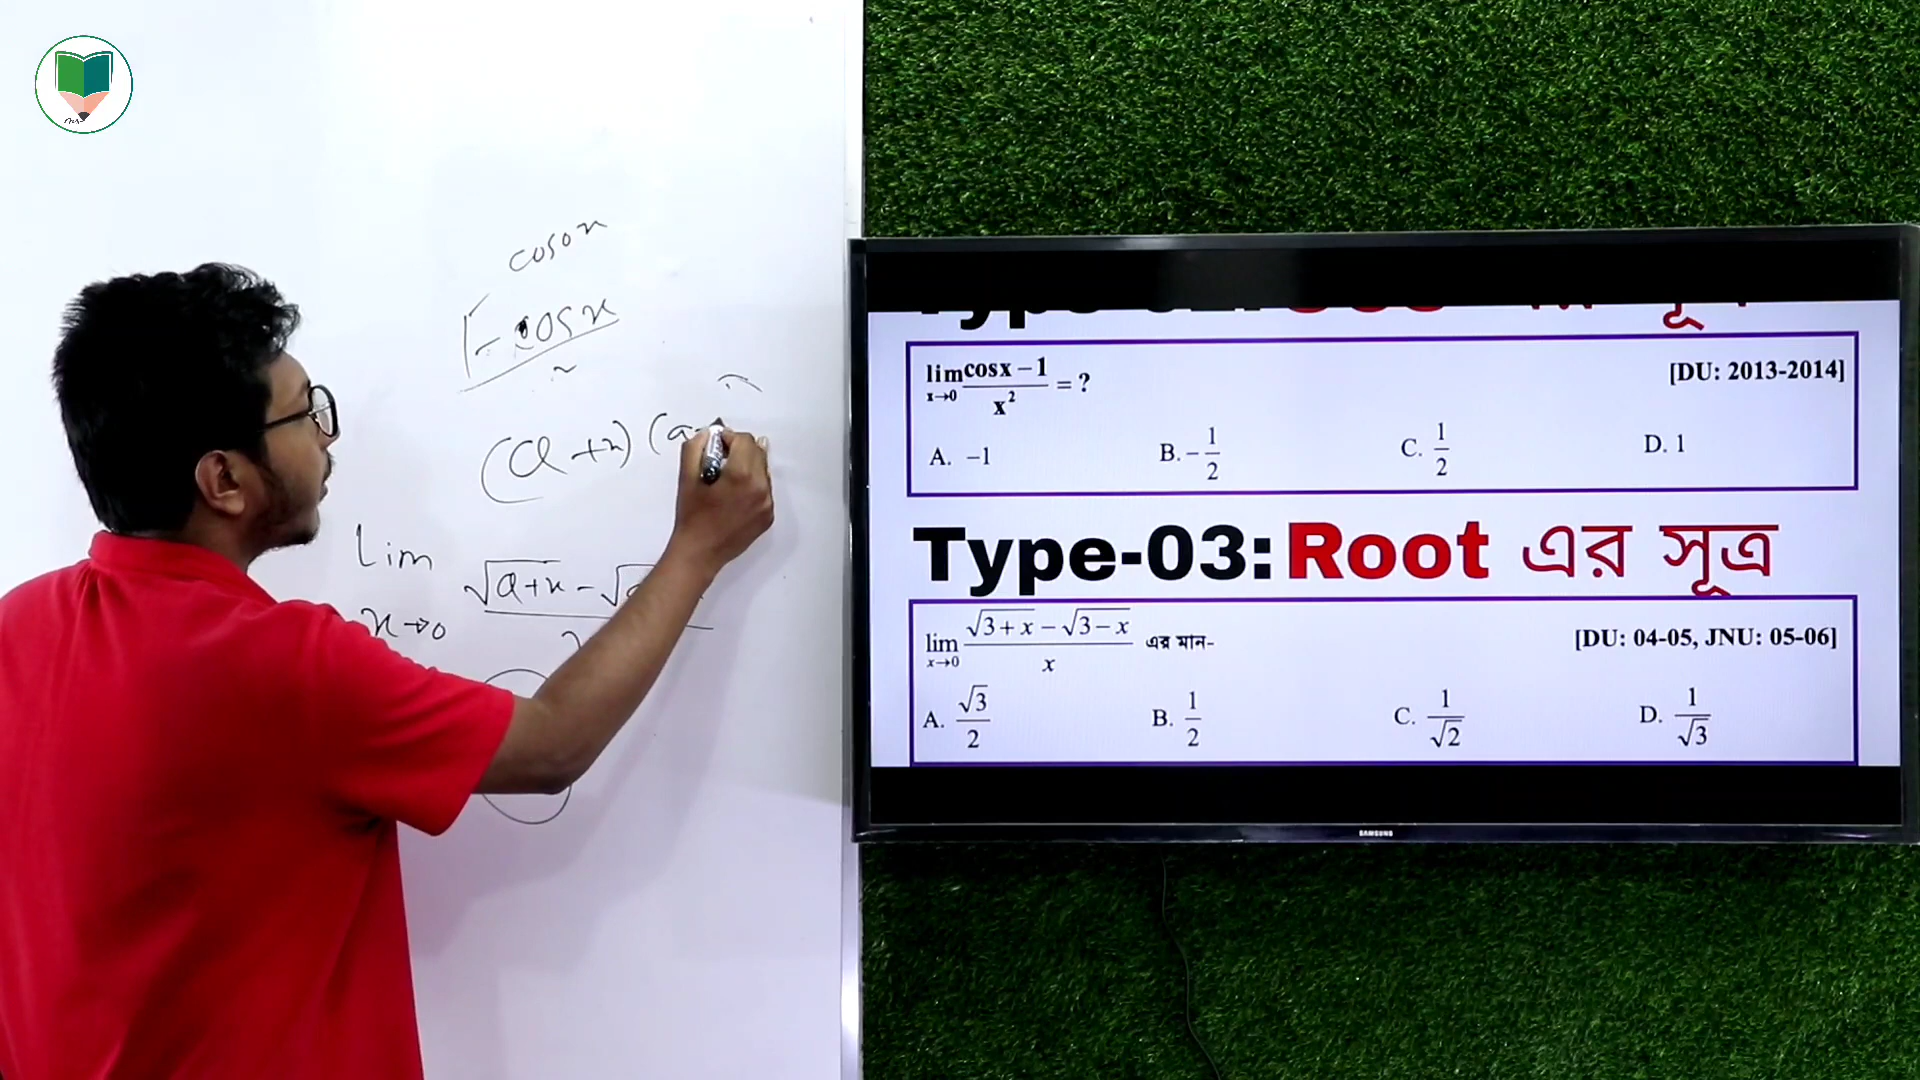 cosox
1-cosx
(a+x) (a-
Lim
x→0
√a+x - √a
Type
সূ
lim x→0 (cosx-1)/x² = ?
[DU: 2013-2014]
A. -1 B. -1/2 C. 1/2 D. 1
Type-03: Root এর সূত্র
lim x→0 (√3+x - √3-x)/x এর মান-
[DU: 04-05, JNU: 05-06]
A. √3/2 B. 1/2 C. 1/√2 D. 1/√3
SAMSUNG